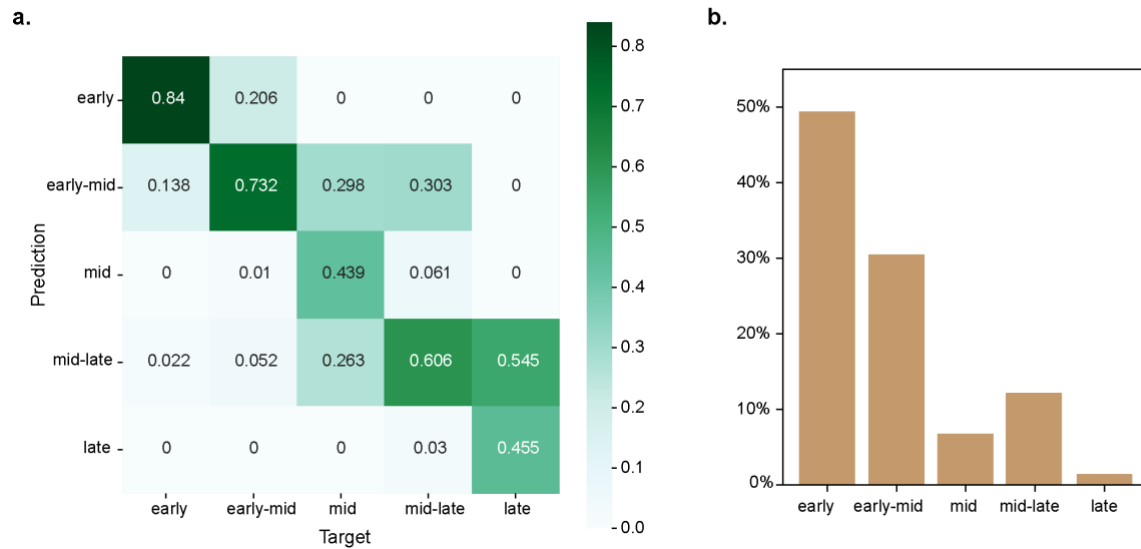 a.
early
0.84 0.206 0 0 0
early-mid
0.138 0.732 0.298 0.303 0
mid
0 0.01 0.439 0.061 0
mid-late
0.022 0.052 0.263 0.606 0.545
late
0 0 0 0.03 0.455
Prediction
early early-mid mid mid-late late
Target
0.8
0.7
0.6
0.5
0.4
0.3
0.2
0.1
0.0
b.
50%
40%
30%
20%
10%
0%
early early-mid mid mid-late late